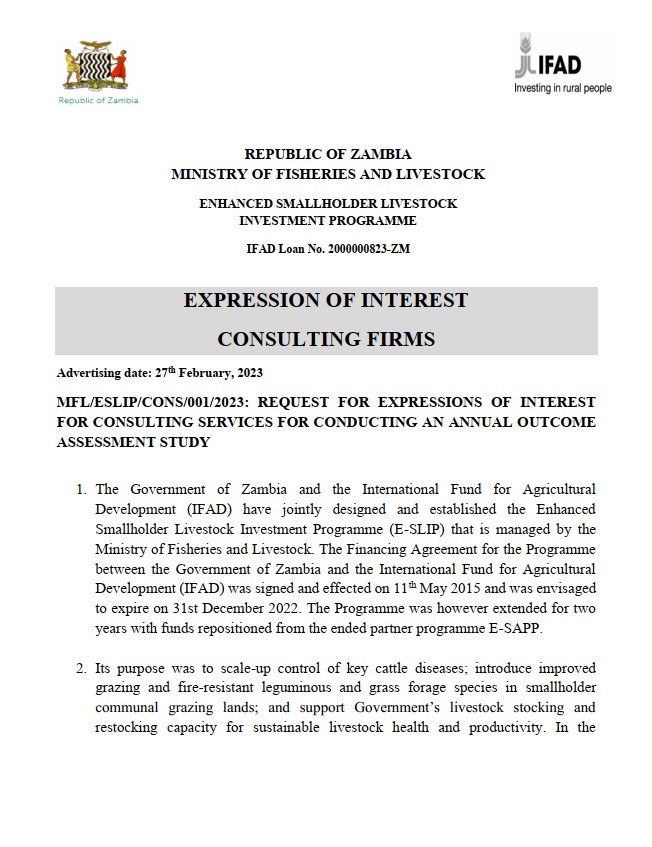 Republic of Zambia
IFAD
Investing in rural people
REPUBLIC OF ZAMBIA
MINISTRY OF FISHERIES AND LIVESTOCK
ENHANCED SMALLHOLDER LIVESTOCK
INVESTMENT PROGRAMME
IFAD Loan No. 2000000823-ZM
EXPRESSION OF INTEREST
CONSULTING FIRMS
Advertising date: 27th February, 2023
MFL/ESLIP/CONS/001/2023: REQUEST FOR EXPRESSIONS OF INTEREST
FOR CONSULTING SERVICES FOR CONDUCTING AN ANNUAL OUTCOME
ASSESSMENT STUDY
1. The Government of Zambia and the International Fund for Agricultural
Development (IFAD) have jointly designed and established the Enhanced
Smallholder Livestock Investment Programme (E-SLIP) that is managed by the
Ministry of Fisheries and Livestock. The Financing Agreement for the Programme
between the Government of Zambia and the International Fund for Agricultural
Development (IFAD) was signed and effected on 11th May 2015 and was envisaged
to expire on 31st December 2022. The Programme was however extended for two
years with funds repositioned from the ended partner programme E-SAPP.
2. Its purpose was to scale-up control of key cattle diseases; introduce improved
grazing and fire-resistant leguminous and grass forage species in smallholder
communal grazing lands; and support Government's livestock stocking and
restocking capacity for sustainable livestock health and productivity. In the